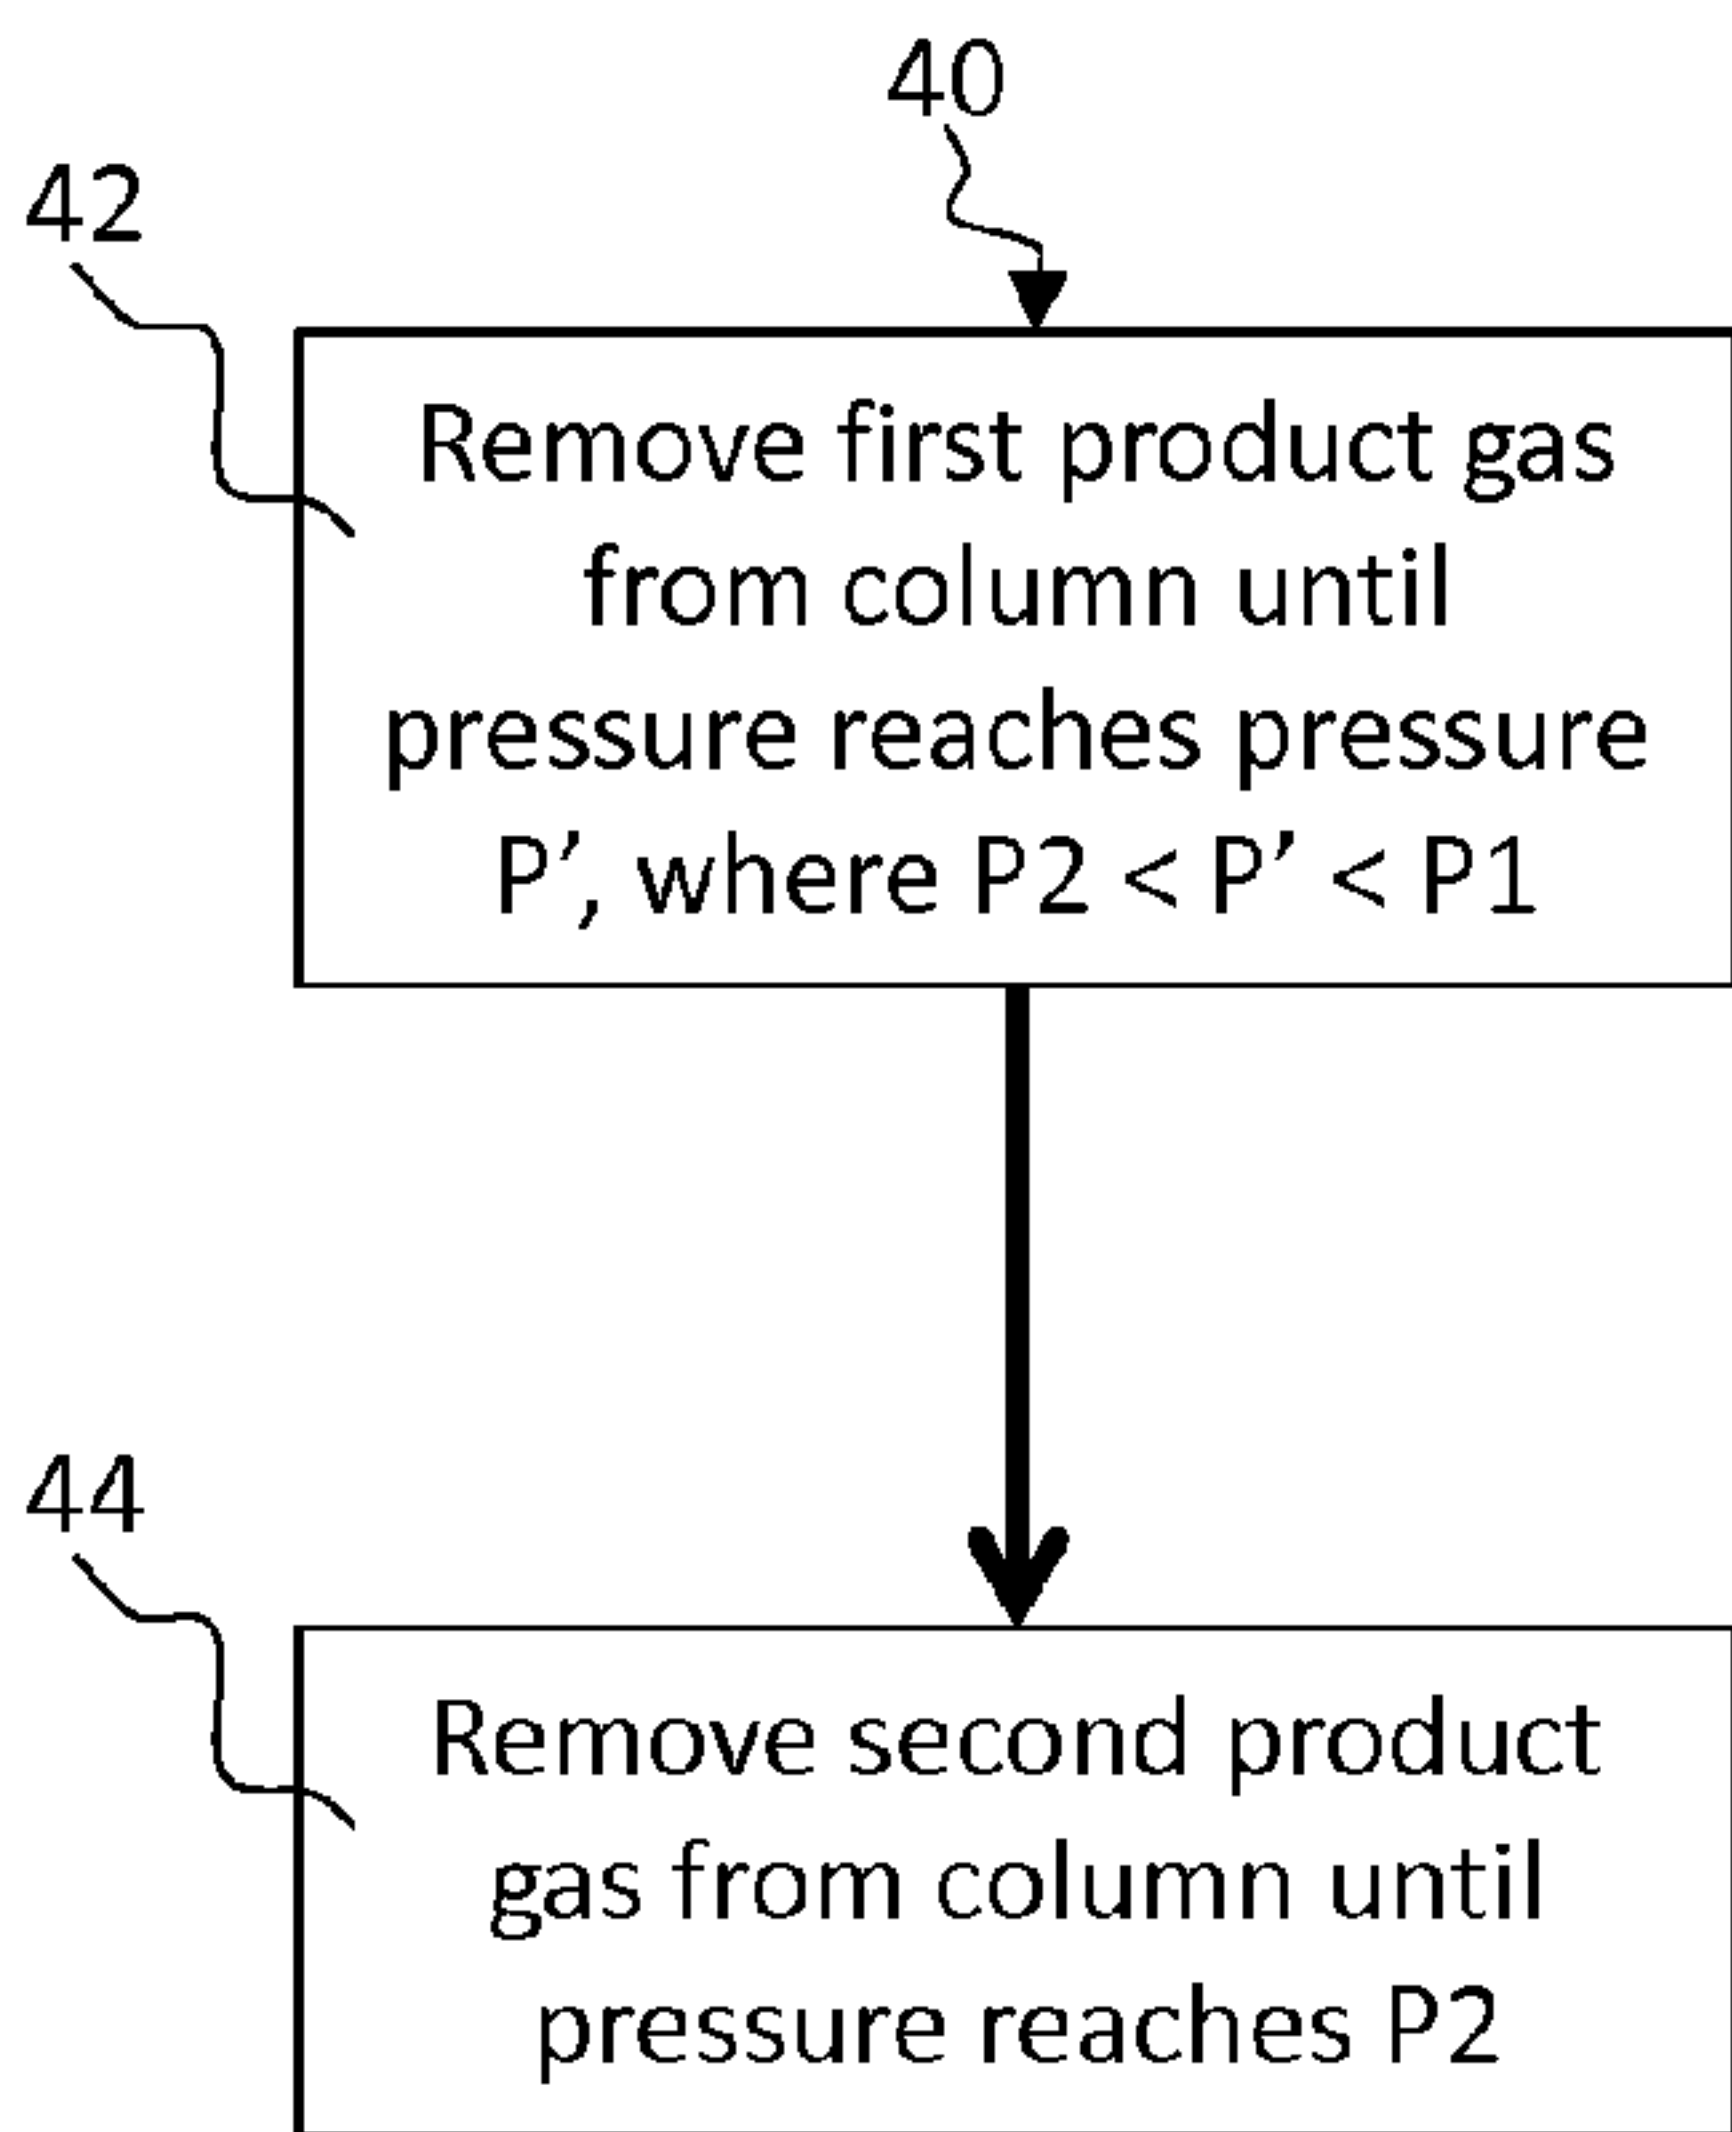 40
42
Remove first product gas
from column until
pressure reaches pressure
P’, where P2 < P’ < P1
44
Remove second product
gas from column until
pressure reaches P2